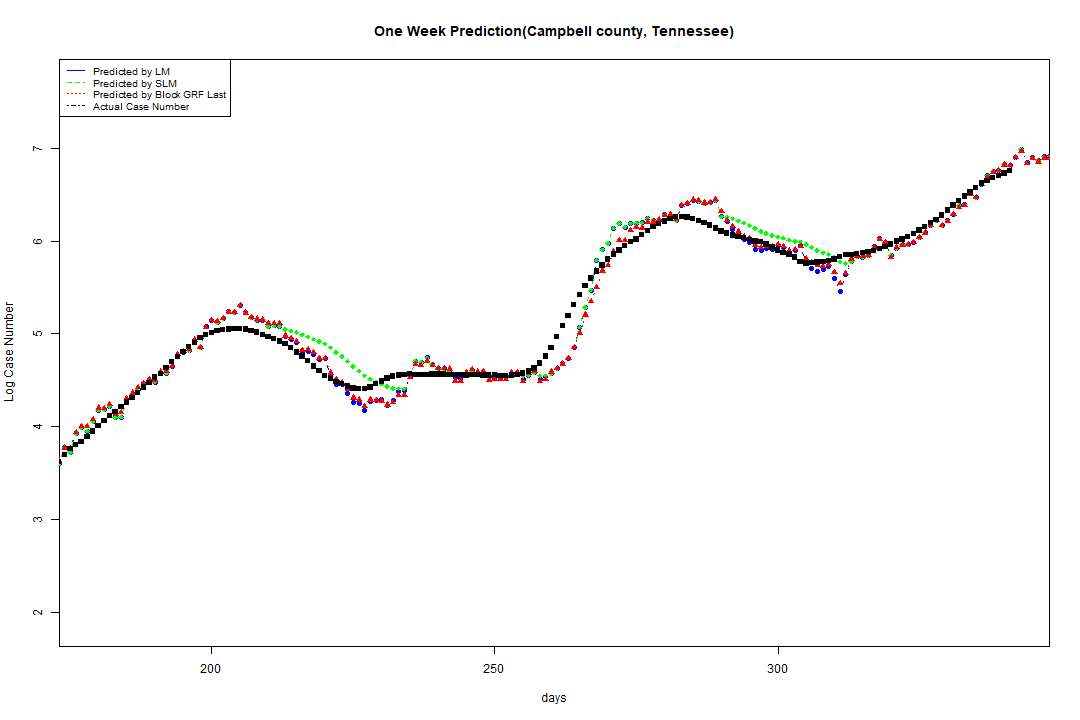 One Week Prediction(Campbell county, Tennessee)
Predicted by LM
Predicted by SLM
Predicted by Block GRF Last
Actual Case Number
7
6
5
4
3
2
Log Case Number
200
250
300
days